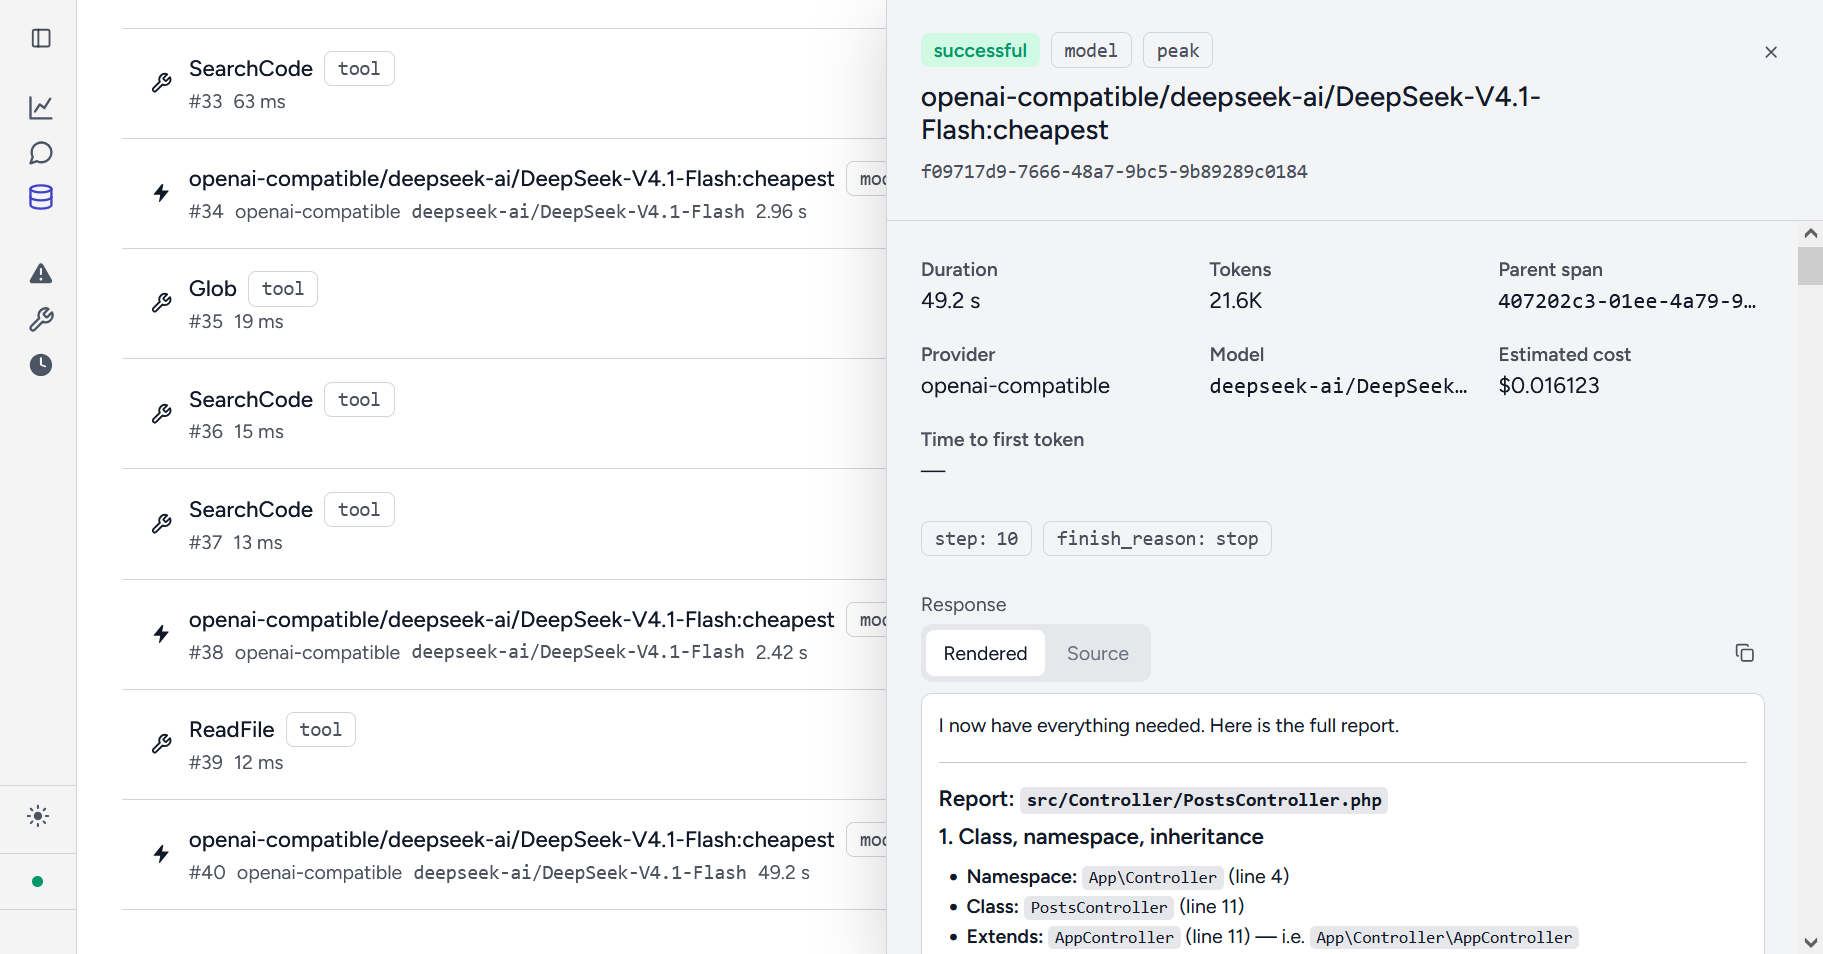 SearchCode tool
#33 63 ms
openai-compatible/deepseek-ai/DeepSeek-V4.1-Flash:cheapest
#34 openai-compatible deepseek-ai/DeepSeek-V4.1-Flash 2.96 s
Glob tool
#35 19 ms
SearchCode tool
#36 15 ms
SearchCode tool
#37 13 ms
openai-compatible/deepseek-ai/DeepSeek-V4.1-Flash:cheapest
#38 openai-compatible deepseek-ai/DeepSeek-V4.1-Flash 2.42 s
ReadFile tool
#39 12 ms
openai-compatible/deepseek-ai/DeepSeek-V4.1-Flash:cheapest
#40 openai-compatible deepseek-ai/DeepSeek-V4.1-Flash 49.2 s
successful model peak
openai-compatible/deepseek-ai/DeepSeek-V4.1-
Flash:cheapest
f09717d9-7666-48a7-9bc5-9b89289c0184
Duration Tokens Parent span
49.2 s 21.6K 407202c3-01ee-4a79-9…
Provider Model Estimated cost
openai-compatible deepseek-ai/DeepSeek… $0.016123
Time to first token
—
step: 10 finish_reason: stop
Response
Rendered Source
I now have everything needed. Here is the full report.
Report: src/Controller/PostsController.php
1. Class, namespace, inheritance
• Namespace: App\Controller (line 4)
• Class: PostsController (line 11)
• Extends: AppController (line 11) — i.e. App\Controller\AppController